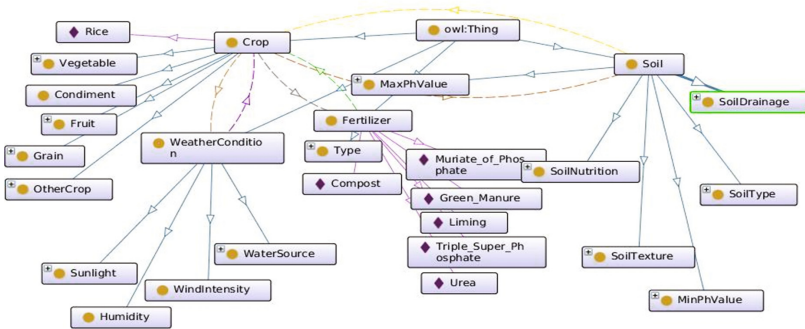 Rice
owl:Thing
Crop
Vegetable
Soil
MaxPhValue
Condiment
SoilDrainage
Fruit
Fertilizer
WeatherConditio
n
Type
Grain
Muriate_of_Phos
phate
SoilNutrition
Compost
OtherCrop
Green_Manure
SoilType
Liming
Triple_Super_Ph
osphate
WaterSource
SoilTexture
Sunlight
Urea
WindIntensity
MinPhValue
Humidity